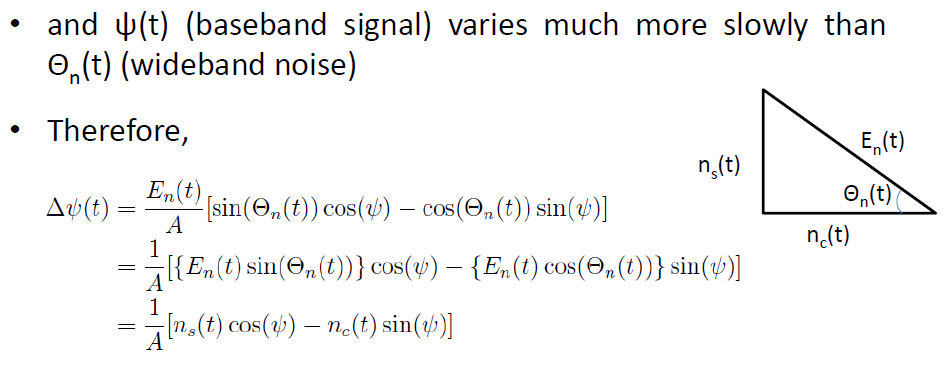 • and ψ(t) (baseband signal) varies much more slowly than
Θn(t) (wideband noise)
• Therefore,
Δψ(t) = En(t)/A [sin(Θn(t)) cos(ψ) − cos(Θn(t)) sin(ψ)]
= 1/A [{En(t) sin(Θn(t))} cos(ψ) − {En(t) cos(Θn(t))} sin(ψ)]
= 1/A [ns(t) cos(ψ) − nc(t) sin(ψ)]
En(t)
ns(t)
Θn(t)
nc(t)